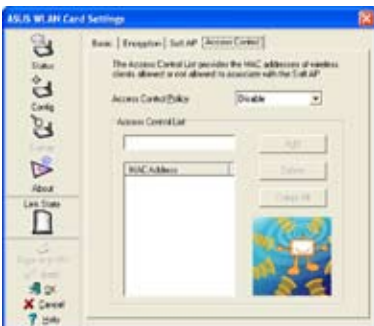 ASUS WLAN Card Settings
Basic | Encryption | Soft AP | Access Control
Status
Config
About
Link State
The Access Control List provides the MAC addresses of wireless
clients allowed or not allowed to associate with the Soft AP.
Access Control Policy
Disable
Access Control List
Add
Delete
MAC Address
OK
Cancel
Help